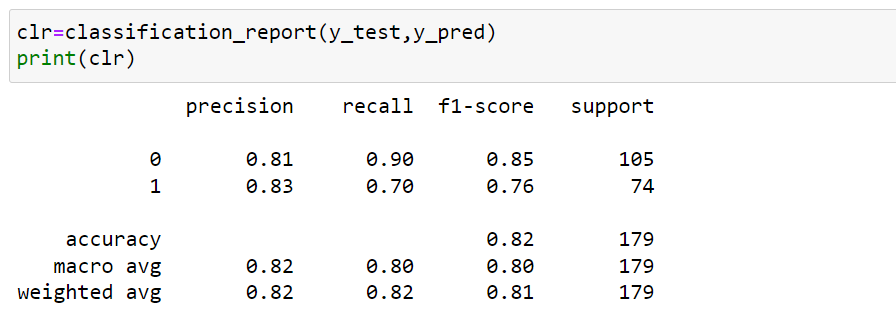 clr=classification_report(y_test,y_pred)
print(clr)
precision recall f1-score support
0 0.81 0.90 0.85 105
1 0.83 0.70 0.76 74
accuracy 0.82 179
macro avg 0.82 0.80 0.80 179
weighted avg 0.82 0.82 0.81 179